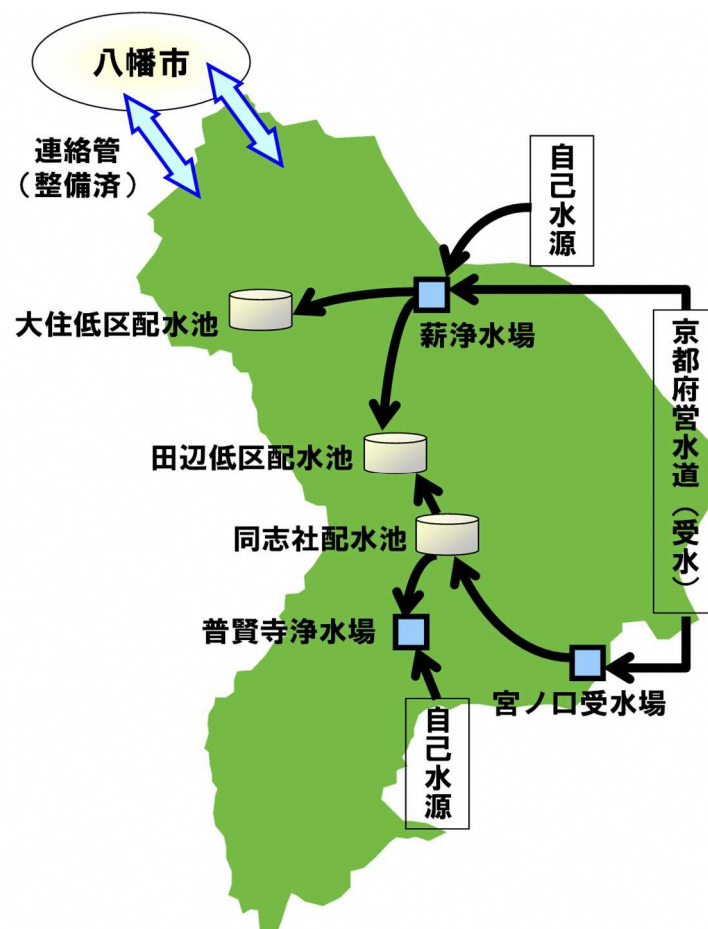 八幡市
連絡管
（整備済）
自己水源
大住低区配水池
薪浄水場
京都府営水道（受水）
田辺低区配水池
同志社配水池
普賢寺浄水場
宮ノ口受水場
自己水源